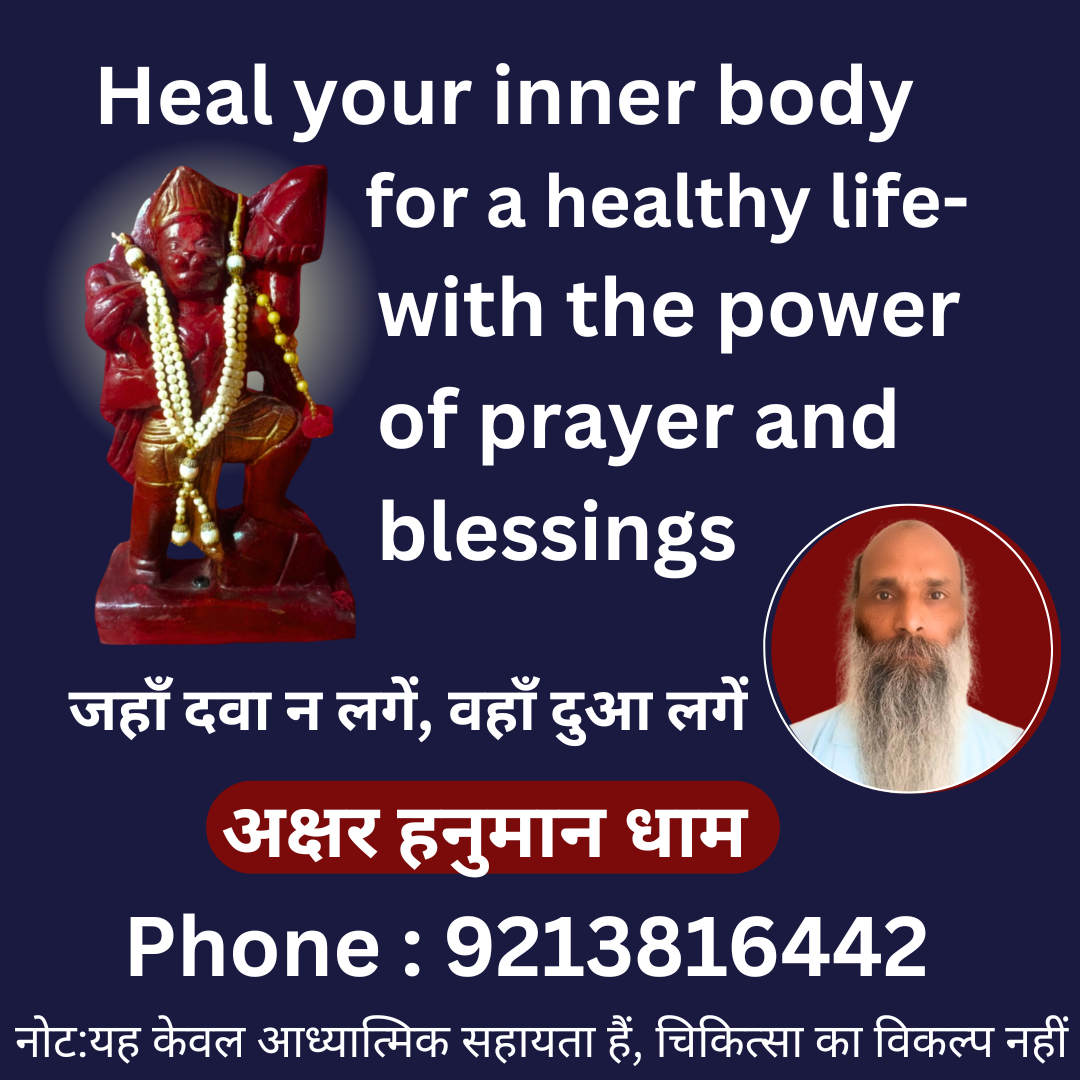 Heal your inner body
for a healthy life-
with the power
of prayer and
blessings
जहाँ दवा न लगें, वहाँ दुआ लगें
अक्षर हनुमान धाम
Phone : 9213816442
नोट:यह केवल आध्यात्मिक सहायता हैं, चिकित्सा का विकल्प नहीं